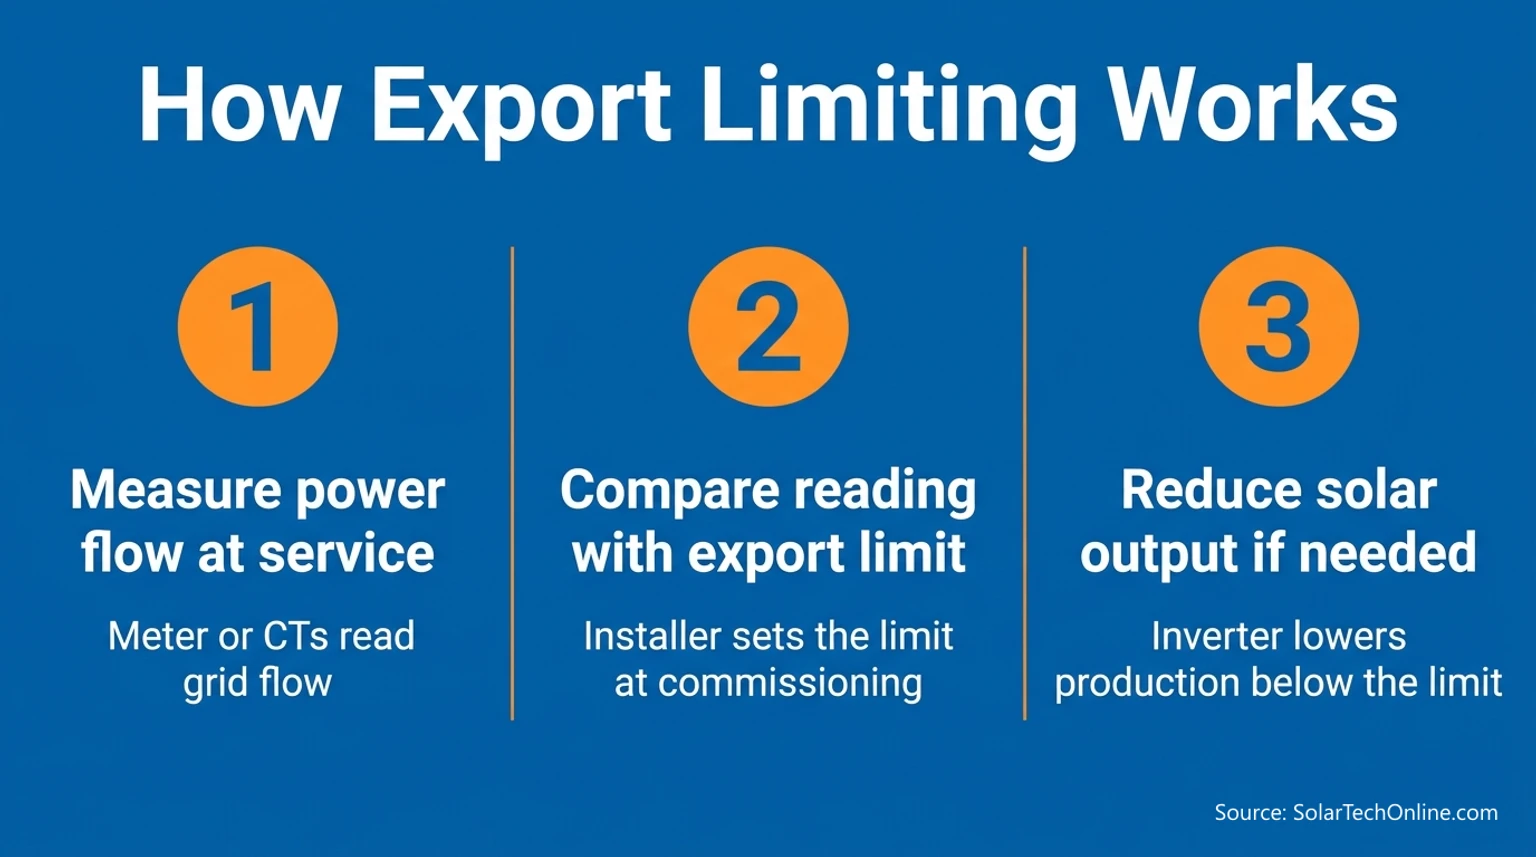 How Export Limiting Works
1
Measure power
flow at service
Meter or CTs read
grid flow
2
Compare reading
with export limit
Installer sets the limit
at commissioning
3
Reduce solar
output if needed
Inverter lowers
production below the limit
Source: SolarTechOnline.com